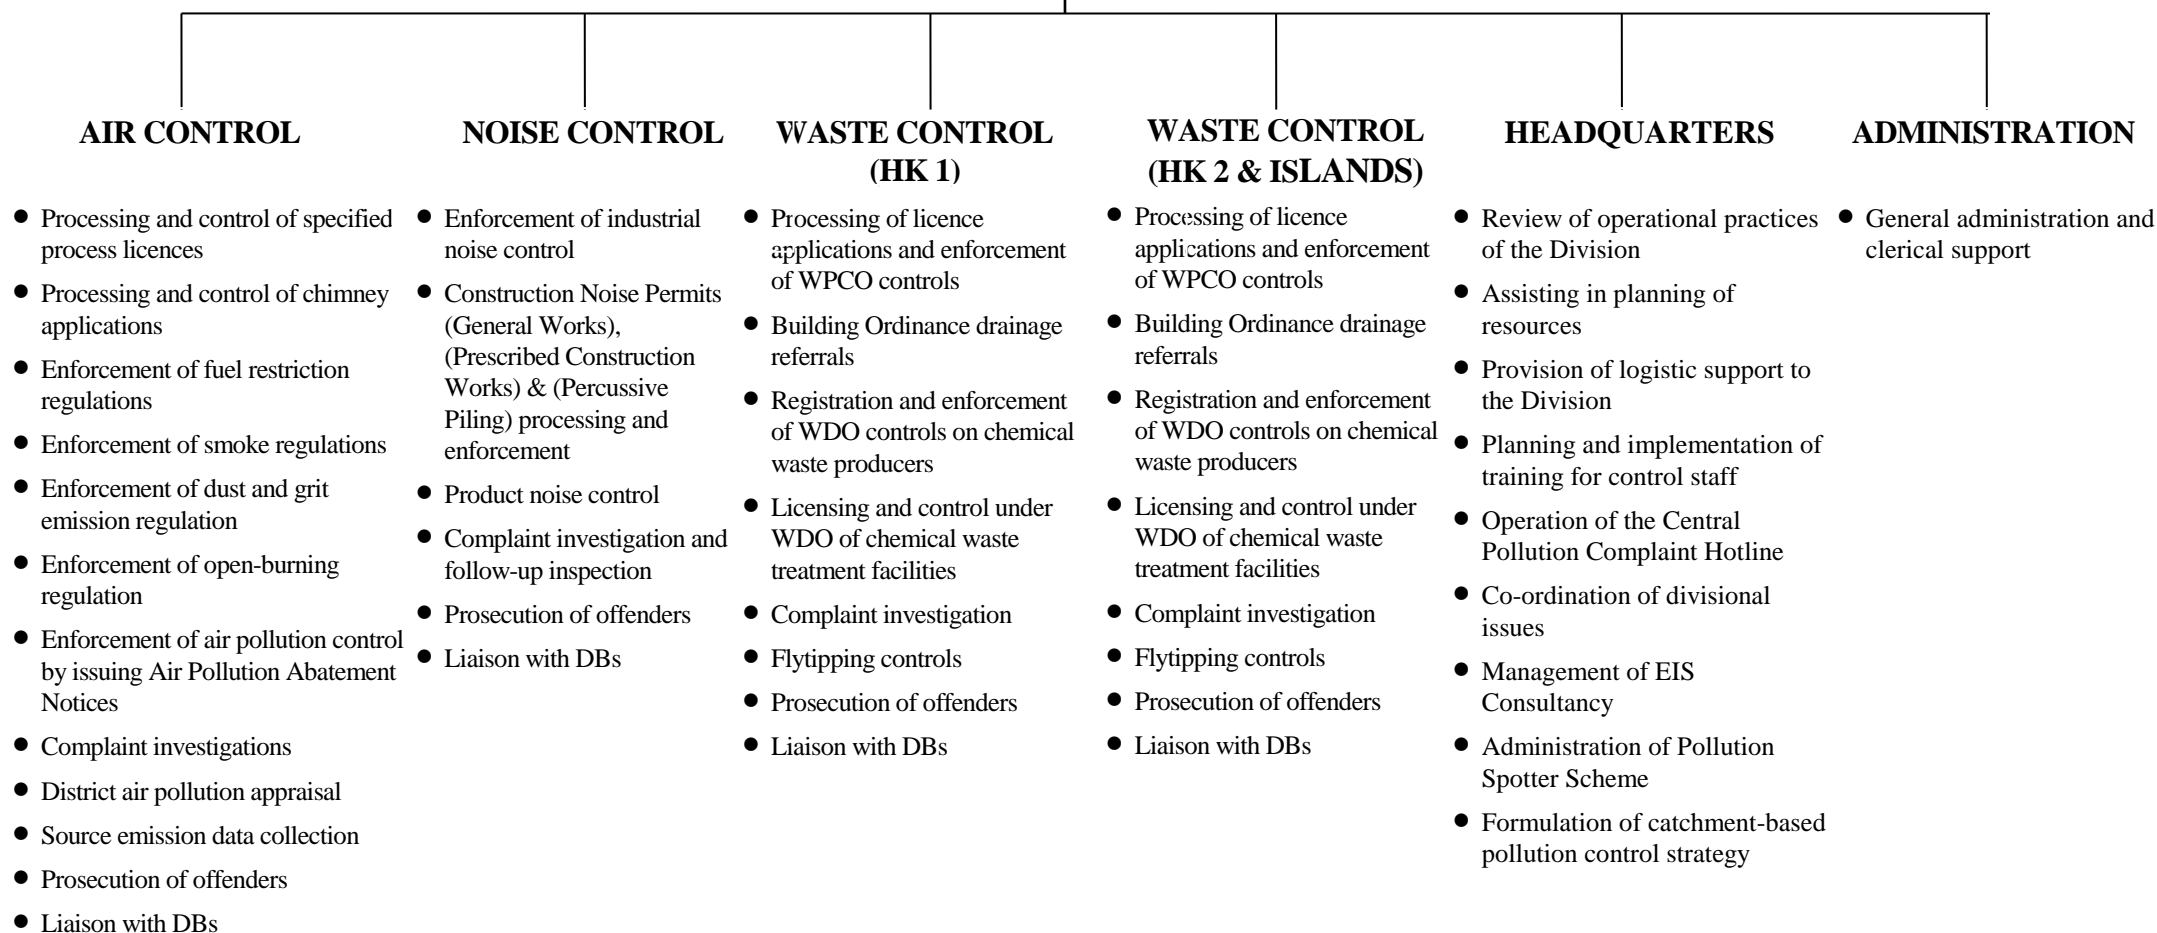 AIR CONTROL
● Processing and control of specified
process licences
● Processing and control of chimney
applications
● Enforcement of fuel restriction
regulations
● Enforcement of smoke regulations
● Enforcement of dust and grit
emission regulation
● Enforcement of open-burning
regulation
● Enforcement of air pollution control
by issuing Air Pollution Abatement
Notices
● Complaint investigations
● District air pollution appraisal
● Source emission data collection
● Prosecution of offenders
● Liaison with DBs
NOISE CONTROL
● Enforcement of industrial
noise control
● Construction Noise Permits
(General Works),
(Prescribed Construction
Works) & (Percussive
Piling) processing and
enforcement
● Product noise control
● Complaint investigation and
follow-up inspection
● Prosecution of offenders
● Liaison with DBs
WASTE CONTROL
(HK 1)
● Processing of licence
applications and enforcement
of WPCO controls
● Building Ordinance drainage
referrals
● Registration and enforcement
of WDO controls on chemical
waste producers
● Licensing and control under
WDO of chemical waste
treatment facilities
● Complaint investigation
● Flytipping controls
● Prosecution of offenders
● Liaison with DBs
WASTE CONTROL
(HK 2 & ISLANDS)
● Processing of licence
applications and enforcement
of WPCO controls
● Building Ordinance drainage
referrals
● Registration and enforcement
of WDO controls on chemical
waste producers
● Licensing and control under
WDO of chemical waste
treatment facilities
● Complaint investigation
● Flytipping controls
● Prosecution of offenders
● Liaison with DBs
HEADQUARTERS
● Review of operational practices
of the Division
● Assisting in planning of
resources
● Provision of logistic support to
the Division
● Planning and implementation of
training for control staff
● Operation of the Central
Pollution Complaint Hotline
● Co-ordination of divisional
issues
● Management of EIS
Consultancy
● Administration of Pollution
Spotter Scheme
● Formulation of catchment-based
pollution control strategy
ADMINISTRATION
● General administration and
clerical support